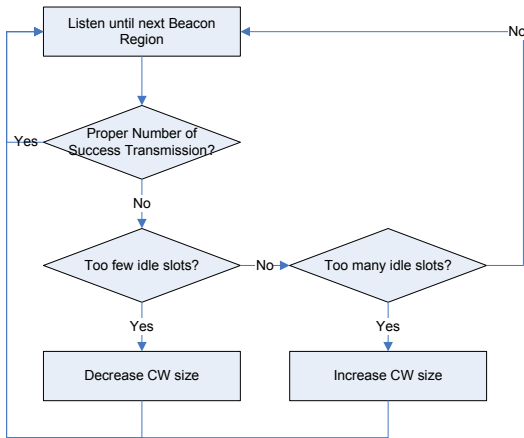 Listen until next Beacon
Region
No
Proper Number of
Success Transmission?
Yes
No
Too few idle slots?
No
Too many idle slots?
Yes
Yes
Decrease CW size
Increase CW size